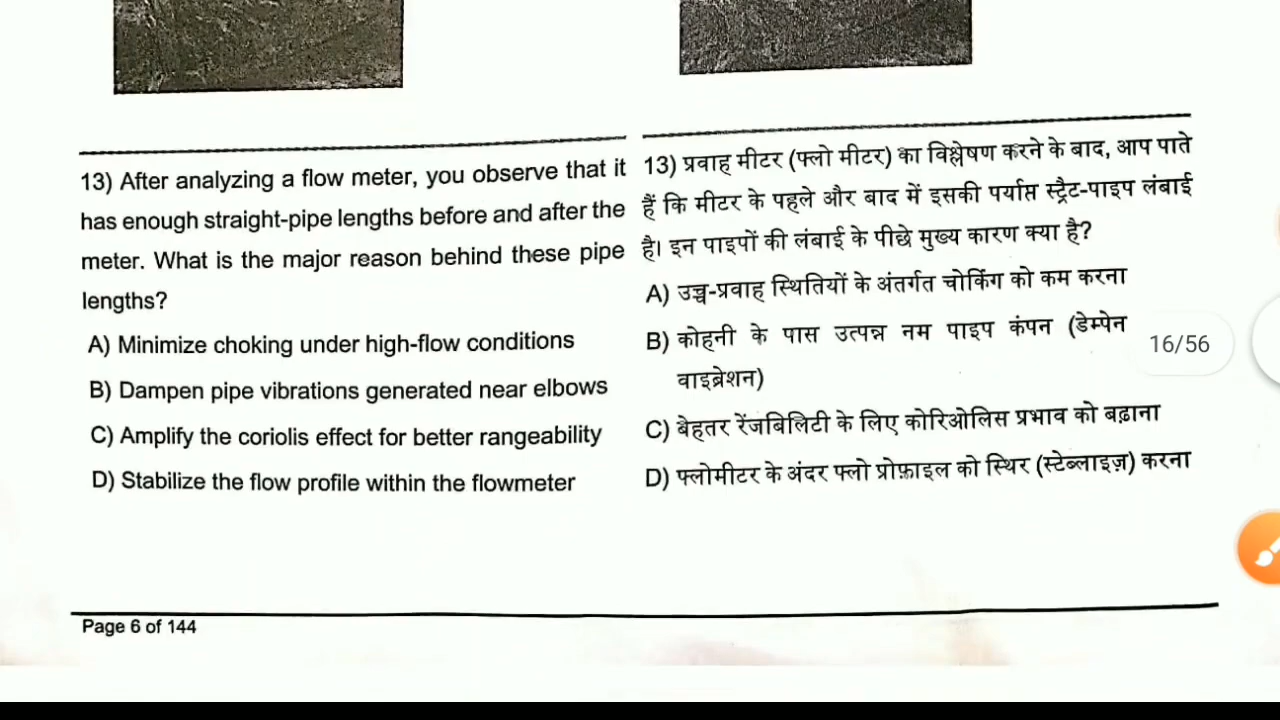 13) After analyzing a flow meter, you observe that it
has enough straight-pipe lengths before and after the
meter. What is the major reason behind these pipe
lengths?
A) Minimize choking under high-flow conditions
B) Dampen pipe vibrations generated near elbows
C) Amplify the coriolis effect for better rangeability
D) Stabilize the flow profile within the flowmeter
13) प्रवाह मीटर (फ्लो मीटर) का विश्लेषण करने के बाद, आप पाते
हैं कि मीटर के पहले और बाद में इसकी पर्याप्त स्ट्रैट-पाइप लंबाई
है। इन पाइपों की लंबाई के पीछे मुख्य कारण क्या है?
A) उच्च-प्रवाह स्थितियों के अंतर्गत चोकिंग को कम करना
B) कोहनी के पास उत्पन्न नम पाइप कंपन (डेम्पेन
वाइब्रेशन)
C) बेहतर रेंजबिलिटी के लिए कोरिओलिस प्रभाव को बढ़ाना
D) फ्लोमीटर के अंदर फ्लो प्रोफ़ाइल को स्थिर (स्टेब्लाइज़) करना
16/56
Page 6 of 144